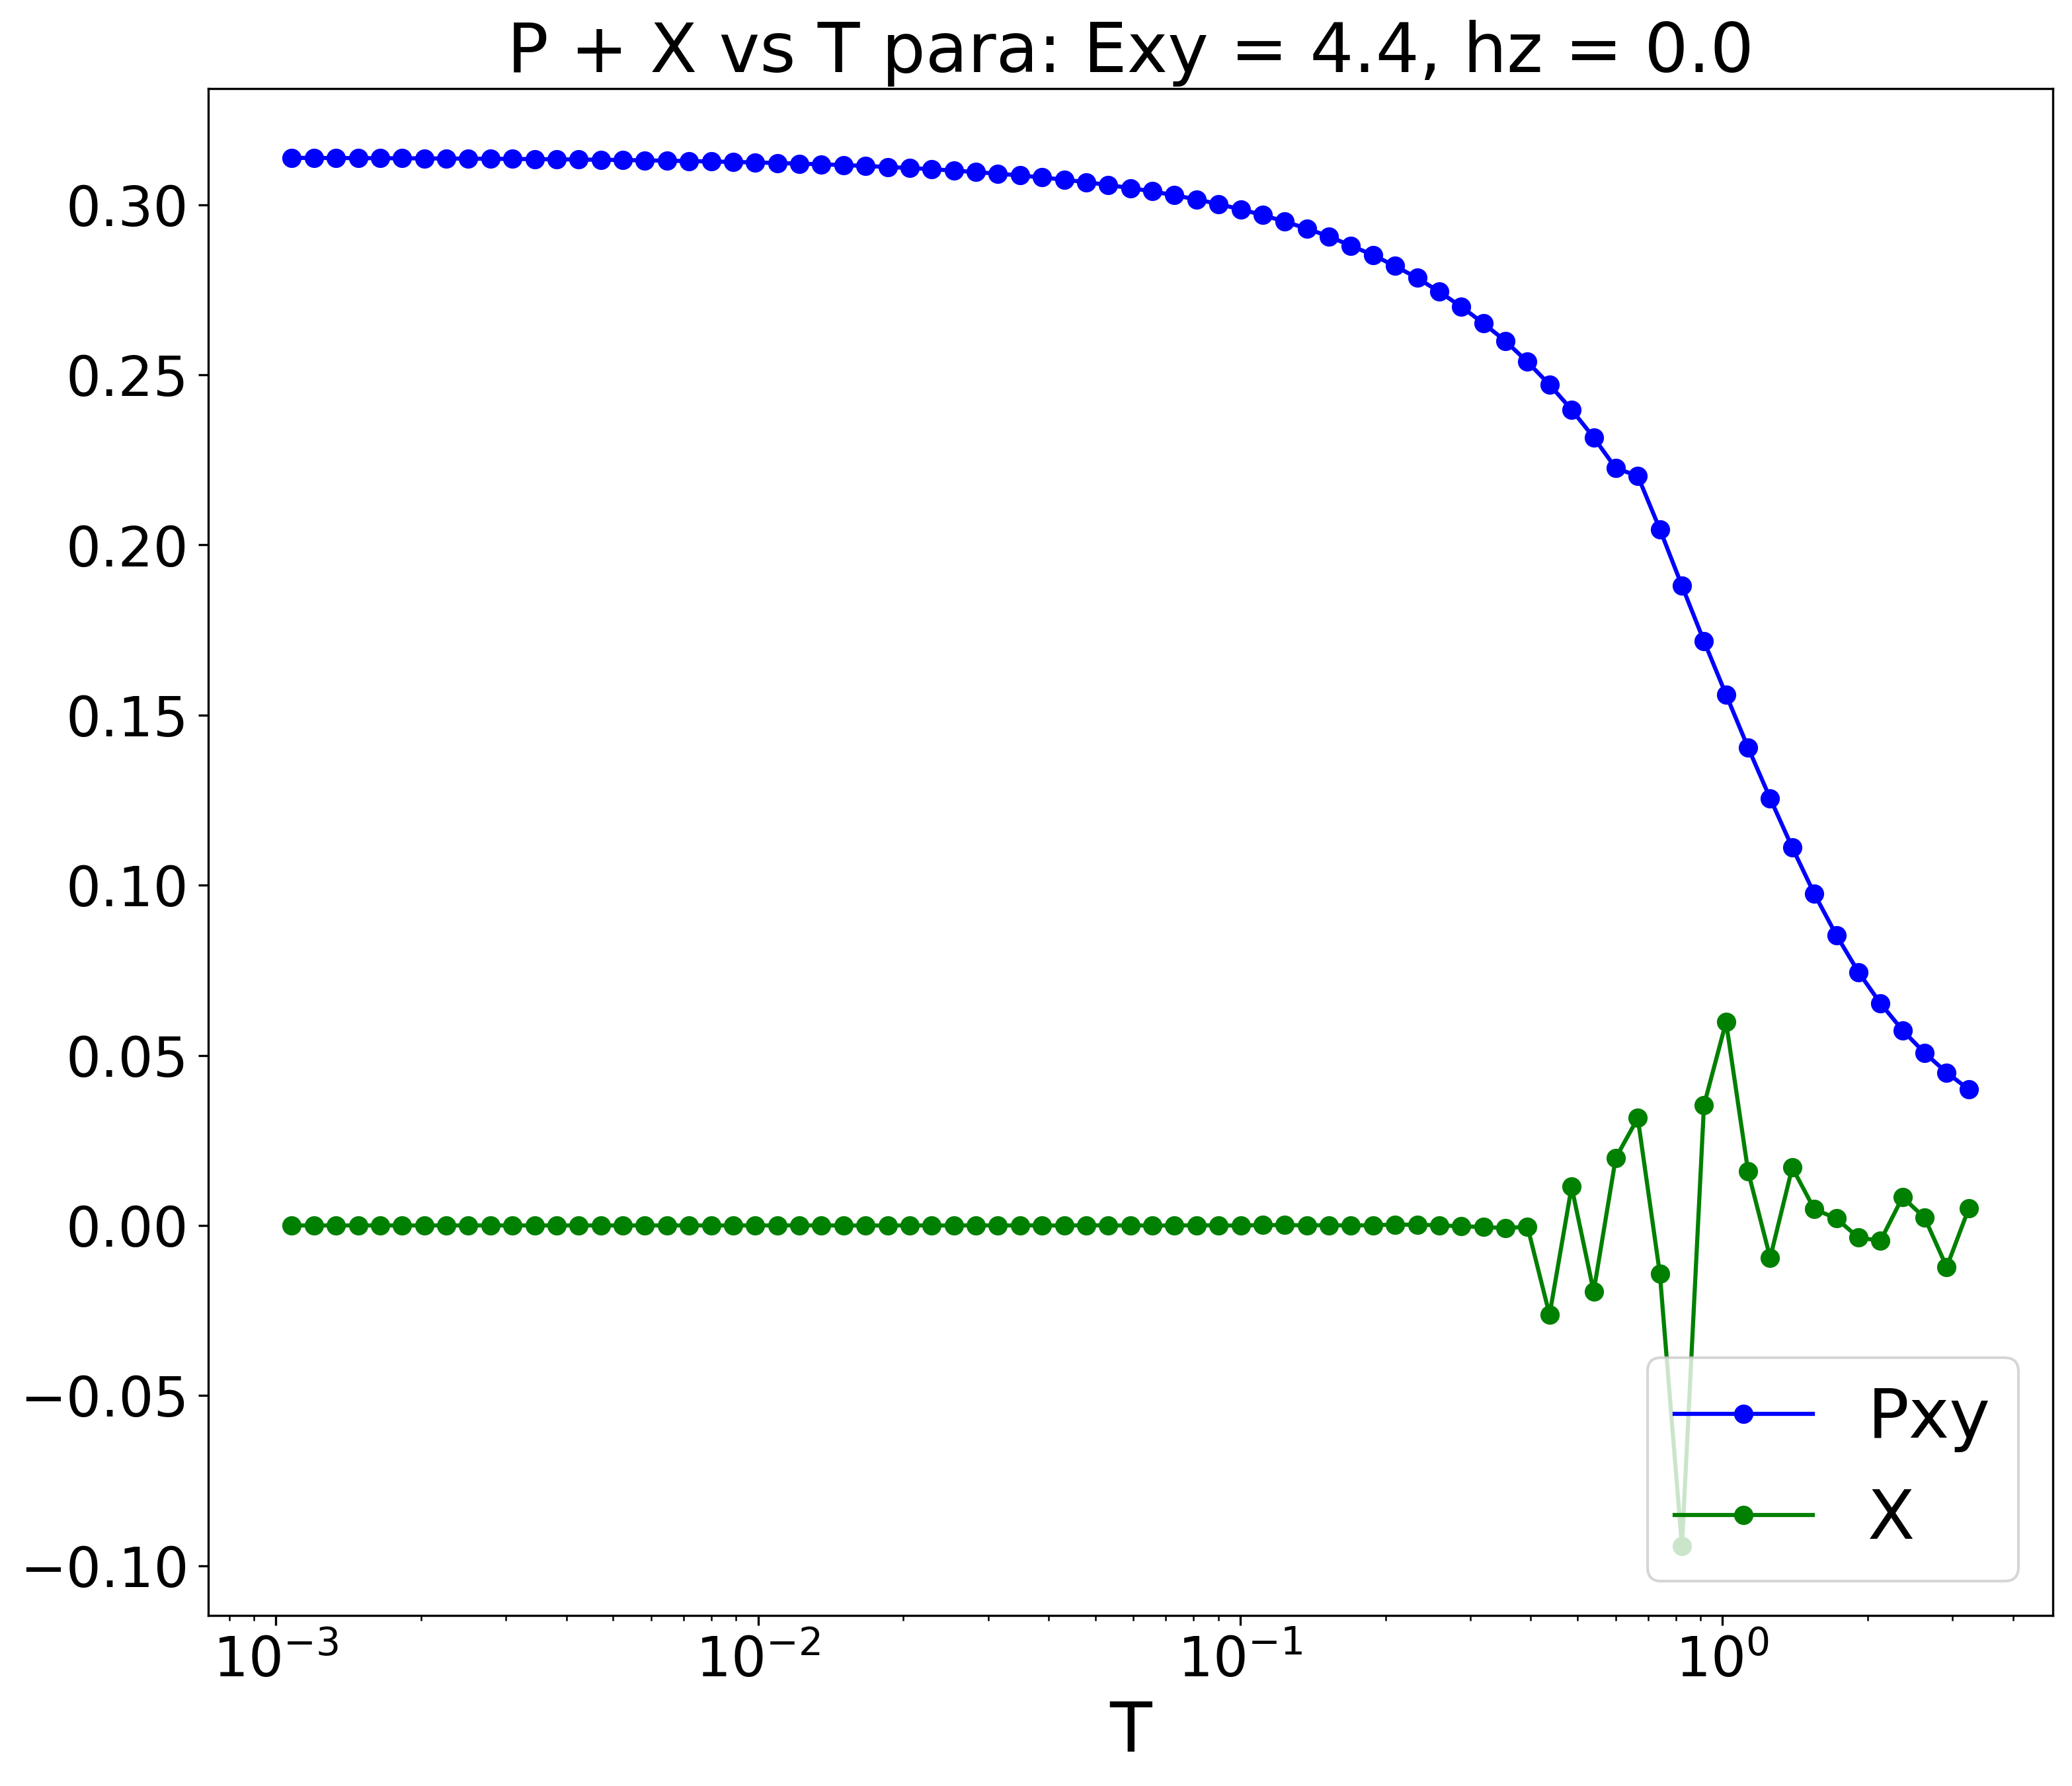 P + X vs T para: Exy = 4.4, hz = 0.0
0.30
0.25
0.20
0.15
0.10
0.05
0.00
−0.05
−0.10
Pxy
X
10⁻³ 10⁻² 10⁻¹ 10⁰
T